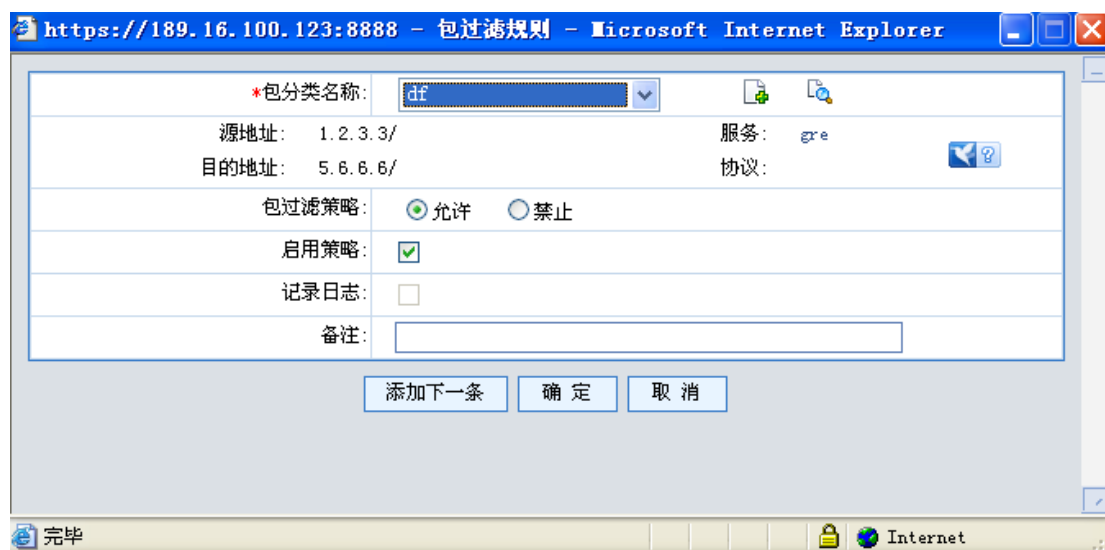 https://189.16.100.123:8888 - 包过滤规则 - Microsoft Internet Explorer
*包分类名称: df
源地址: 1.2.3.3/ 服务: gre
目的地址: 5.6.6.6/ 协议:
包过滤策略: 允许 禁止
启用策略:
记录日志:
备注:
添加下一条 确 定 取 消
完毕 Internet